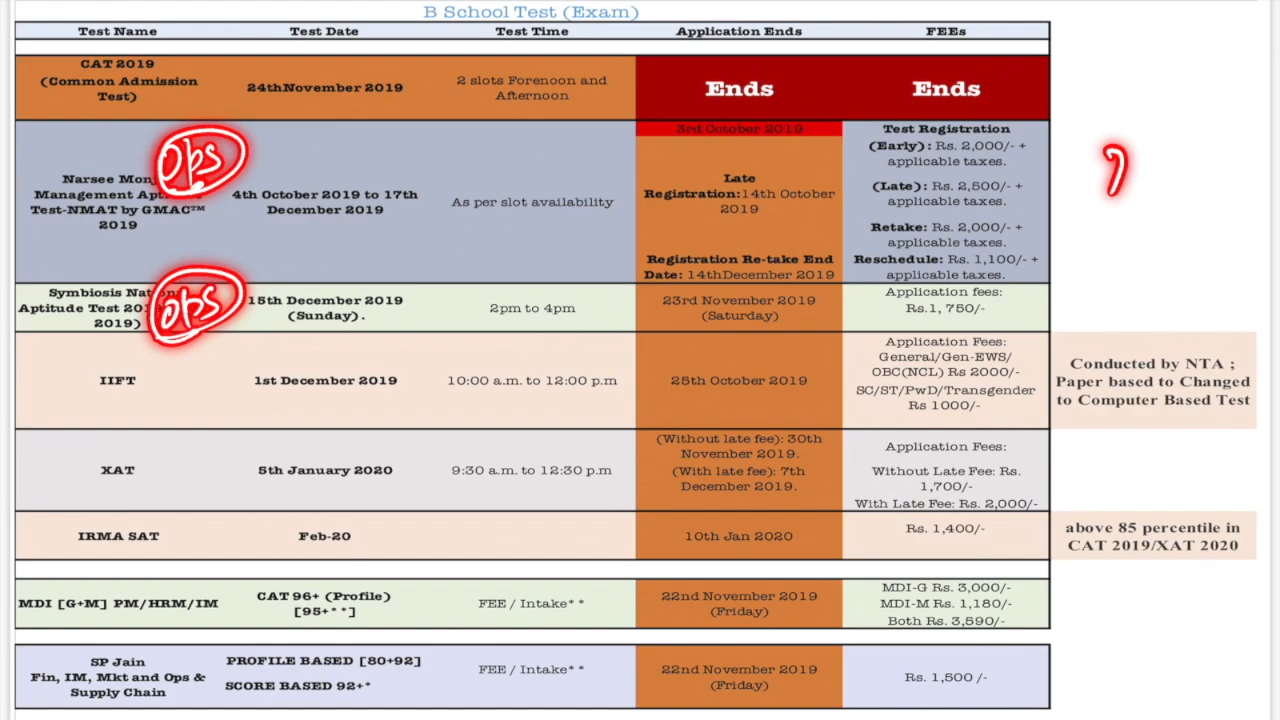 B School Test (Exam)
Test Name
Test Date
Test Time
Application Ends
FEEs
CAT 2019
(Common Admission
Test)
24thNovember 2019
2 slots Forenoon and
Afternoon
Ends
Ends
ops
Narsee Monj
Management Apt
Test-NMAT by GMAC™
2019
4th October 2019 to 17th
December 2019
As per slot availability
3rd October 2019
Late
Registration:14th October
2019
Registration Re-take End
Date: 14thDecember 2019
Test Registration
(Early): Rs. 2,000/- +
applicable taxes.
(Late): Rs. 2,500/- +
applicable taxes.
Retake: Rs. 2,000/- +
applicable taxes.
Reschedule: Rs. 1,100/- +
applicable taxes.
ops
Symbiosis Nat
Aptitude Test 201
2019)
15th December 2019
(Sunday).
2pm to 4pm
23rd November 2019
(Saturday)
Application fees:
Rs.1, 750/-
IIFT
1st December 2019
10:00 a.m. to 12:00 p.m
25th October 2019
Application Fees:
General/Gen-EWS/
OBC(NCL) Rs 2000/-
SC/ST/PwD/Transgender
Rs 1000/-
Conducted by NTA ;
Paper based to Changed
to Computer Based Test
XAT
5th January 2020
9:30 a.m. to 12:30 p.m
(Without late fee): 30th
November 2019.
(With late fee): 7th
December 2019.
Application Fees:
Without Late Fee: Rs.
1,700/-
With Late Fee: Rs. 2,000/-
IRMA SAT
Feb-20
10th Jan 2020
Rs. 1,400/-
above 85 percentile in
CAT 2019/XAT 2020
MDI [G+M] PM/HRM/IM
CAT 96+ (Profile)
[95+**]
FEE / Intake**
22nd November 2019
(Friday)
MDI-G Rs. 3,000/-
MDI-M Rs. 1,180/-
Both Rs. 3,590/-
SP Jain
Fin, IM, Mkt and Ops &
Supply Chain
PROFILE BASED [80+92]
SCORE BASED 92+*
FEE / Intake**
22nd November 2019
(Friday)
Rs. 1,500 /-